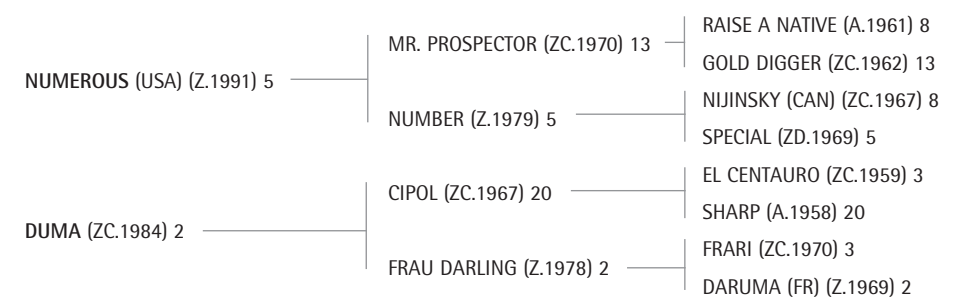 RAISE A NATIVE (A.1961) 8
MR. PROSPECTOR (ZC.1970) 13
GOLD DIGGER (ZC.1962) 13
NUMEROUS (USA) (Z.1991) 5
NIJINSKY (CAN) (ZC.1967) 8
NUMBER (Z.1979) 5
SPECIAL (ZD.1969) 5
EL CENTAURO (ZC.1959) 3
CIPOL (ZC.1967) 20
SHARP (A.1958) 20
DUMA (ZC.1984) 2
FRARI (ZC.1970) 3
FRAU DARLING (Z.1978) 2
DARUMA (FR) (Z.1969) 2